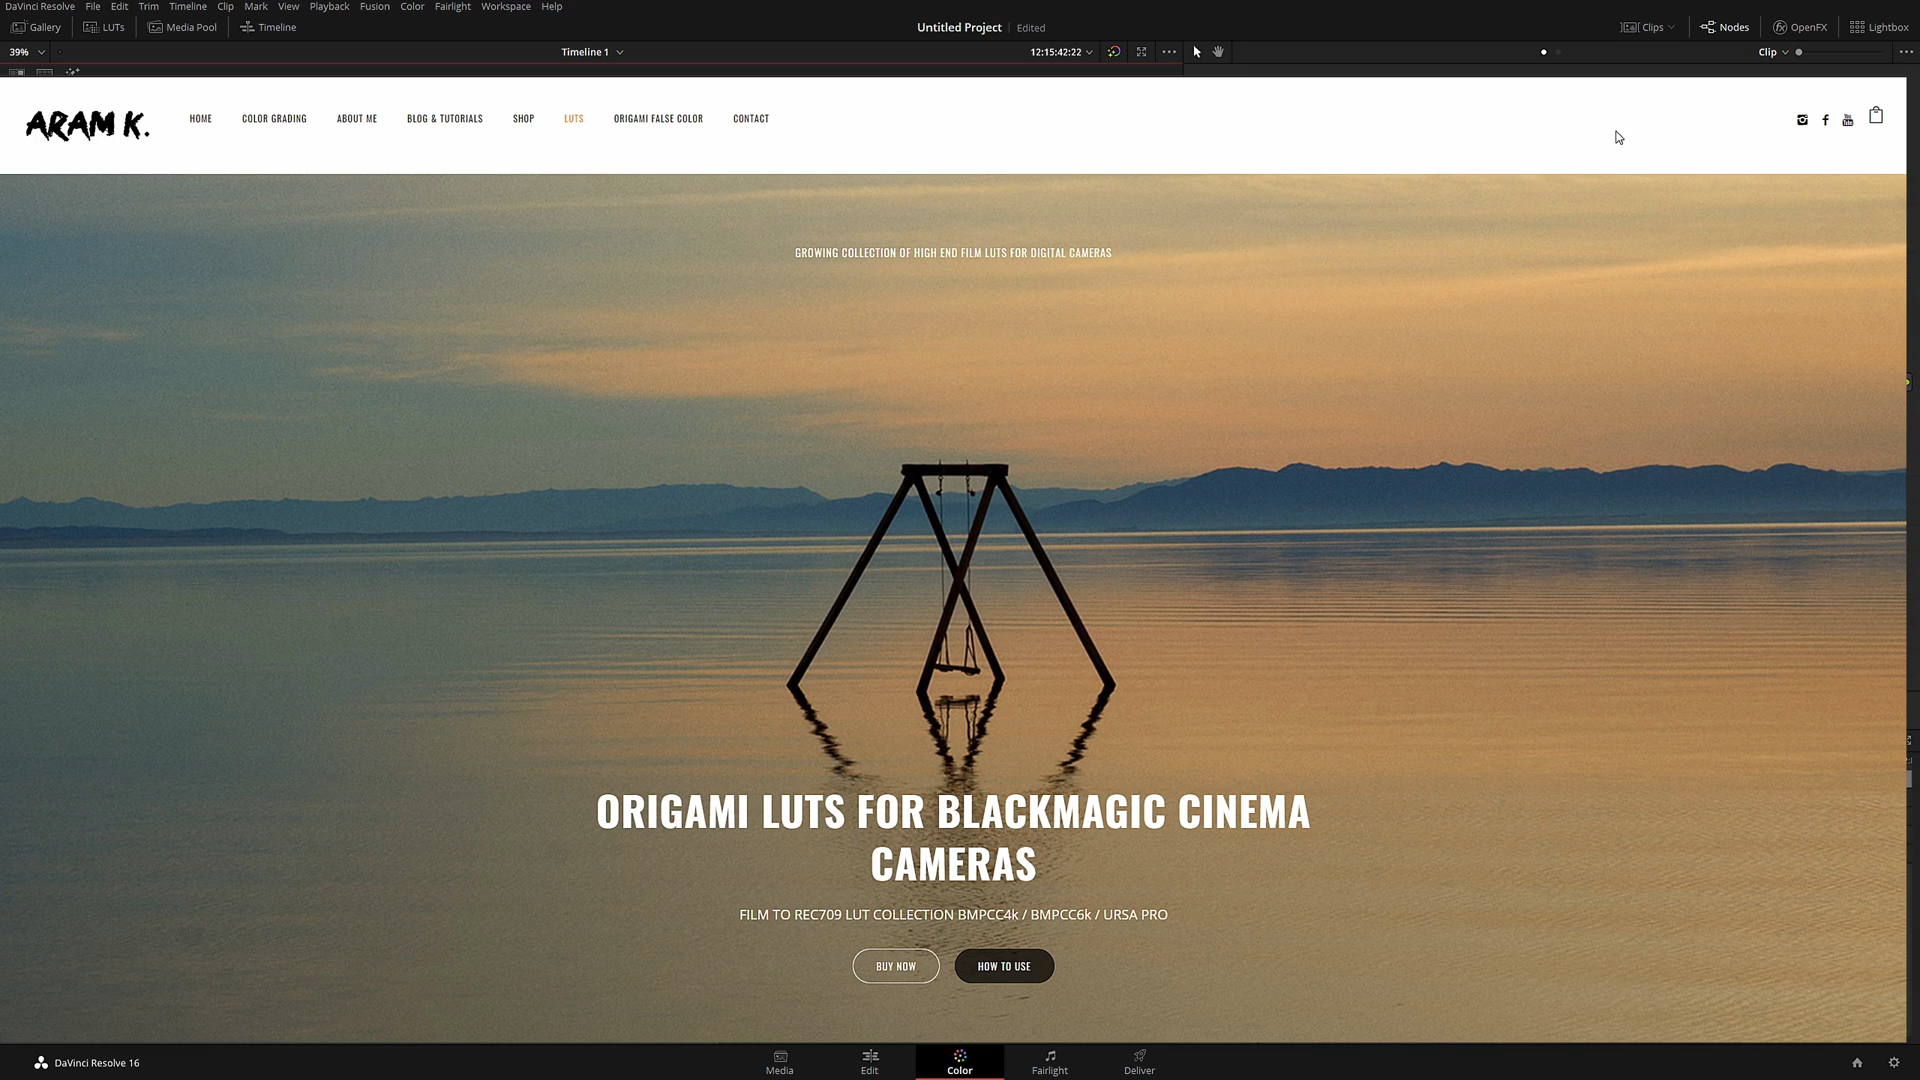 DaVinci Resolve File Edit Trim Timeline Clip Mark View Playback Fusion Color Fairlight Workspace Help
Gallery LUTs Media Pool Timeline Untitled Project Edited Clips Nodes OpenFX Lightbox
39% Timeline 1 12:15:42:22 Clip
ARAM K. HOME COLOR GRADING ABOUT ME BLOG & TUTORIALS SHOP LUTS ORIGAMI FALSE COLOR CONTACT
GROWING COLLECTION OF HIGH END FILM LUTS FOR DIGITAL CAMERAS
ORIGAMI LUTS FOR BLACKMAGIC CINEMA
CAMERAS
FILM TO REC709 LUT COLLECTION BMPCC4k / BMPCC6k / URSA PRO
BUY NOW HOW TO USE
DaVinci Resolve 16 Media Edit Color Fairlight Deliver